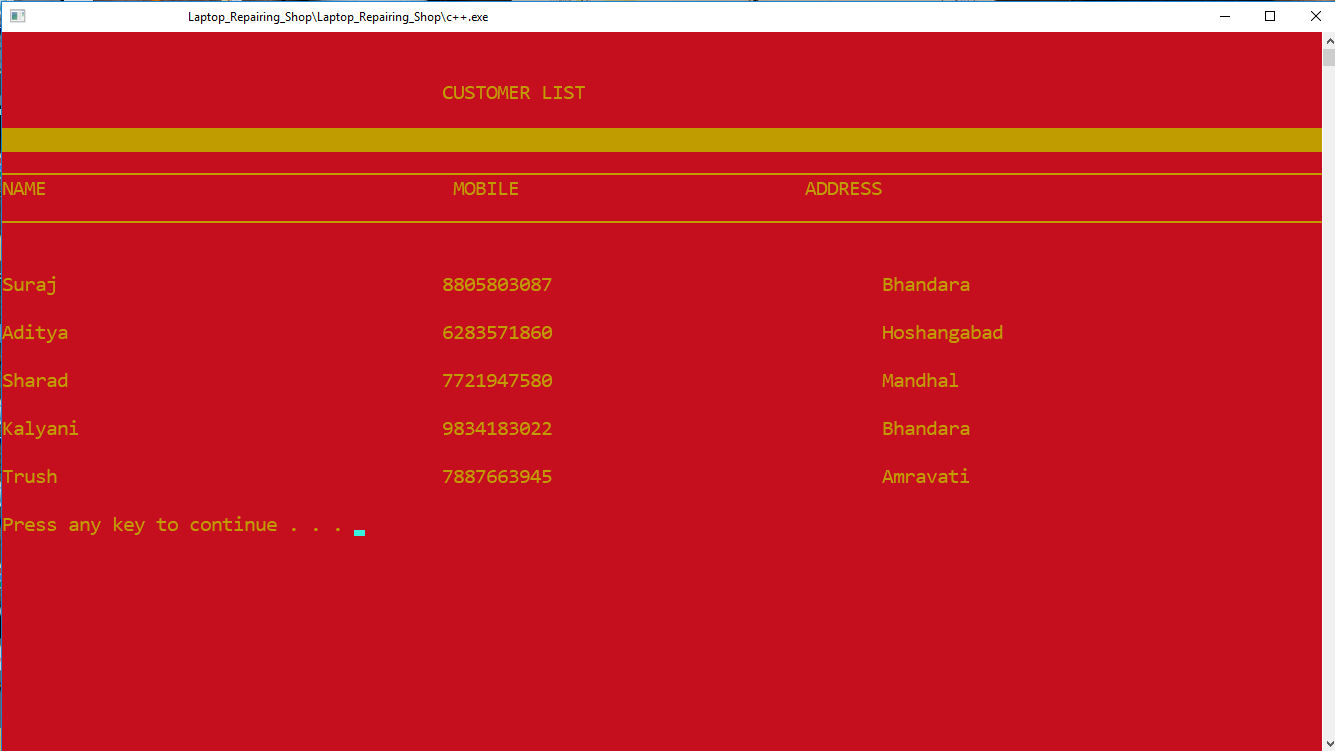 Laptop_Repairing_Shop\Laptop_Repairing_Shop\c++.exe
CUSTOMER LIST
NAME MOBILE ADDRESS
Suraj 8805803087 Bhandara
Aditya 6283571860 Hoshangabad
Sharad 7721947580 Mandhal
Kalyani 9834183022 Bhandara
Trush 7887663945 Amravati
Press any key to continue . . .